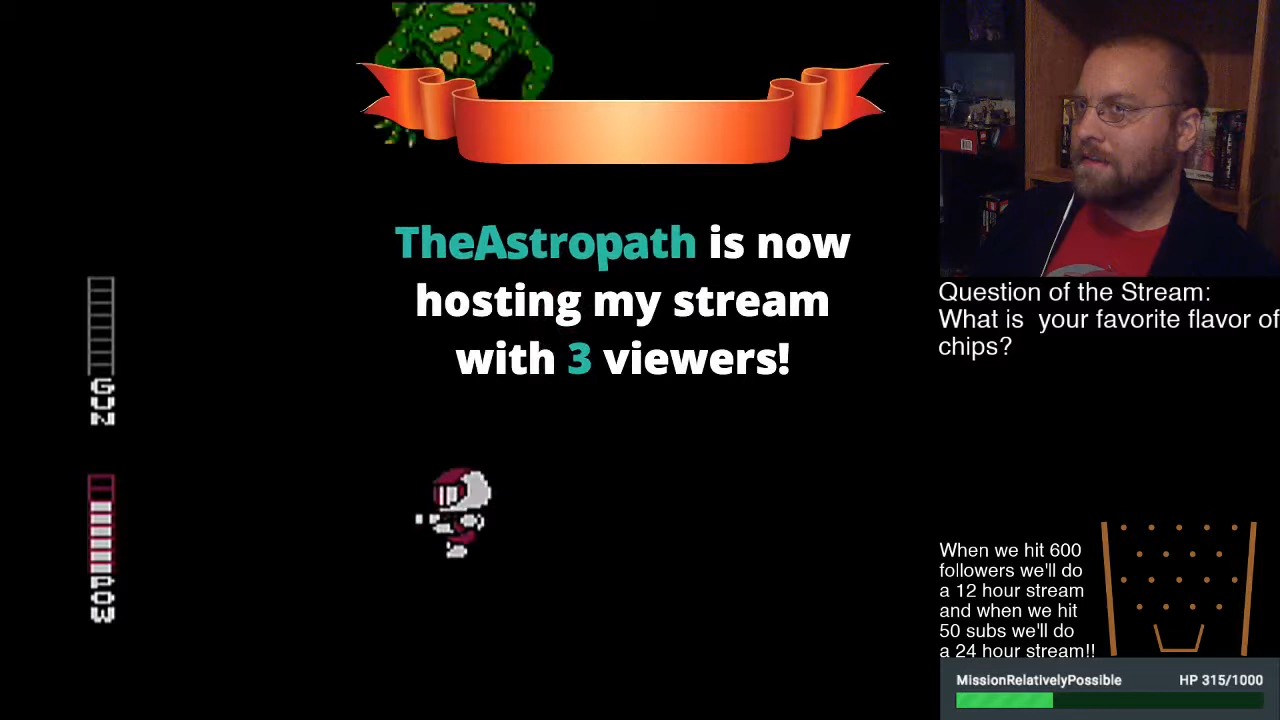 TheAstropath is now
hosting my stream
with 3 viewers!
GUN
POW
Question of the Stream:
What is  your favorite flavor of
chips?
When we hit 600
followers we'll do
a 12 hour stream
and when we hit
50 subs we'll do
a 24 hour stream!!
MissionRelativelyPossible HP 315/1000